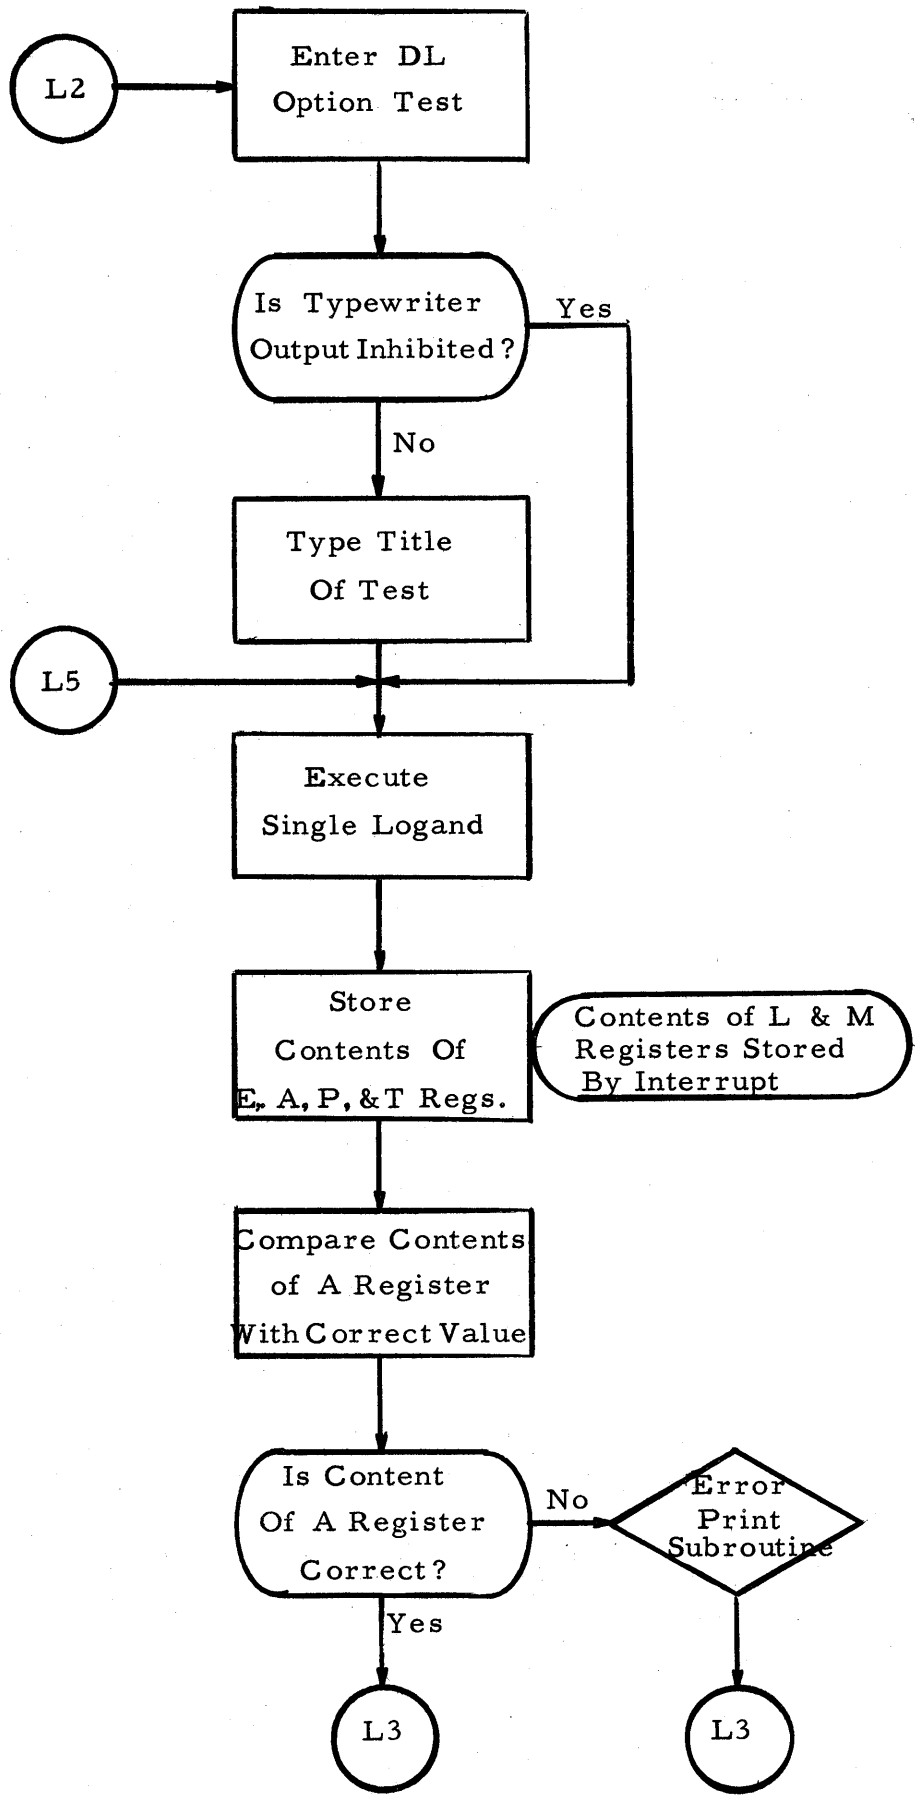 L2
Enter DL
Option Test
Is Typewriter
Output Inhibited?
Yes
No
Type Title
Of Test
L5
Execute
Single Logand
Store
Contents Of
E, A, P, & T Regs.
Contents of L & M
Registers Stored
By Interrupt
Compare Contents
of A Register
With Correct Value
Is Content
Of A Register
Correct?
No
Error
Print
Subroutine
Yes
L3
L3